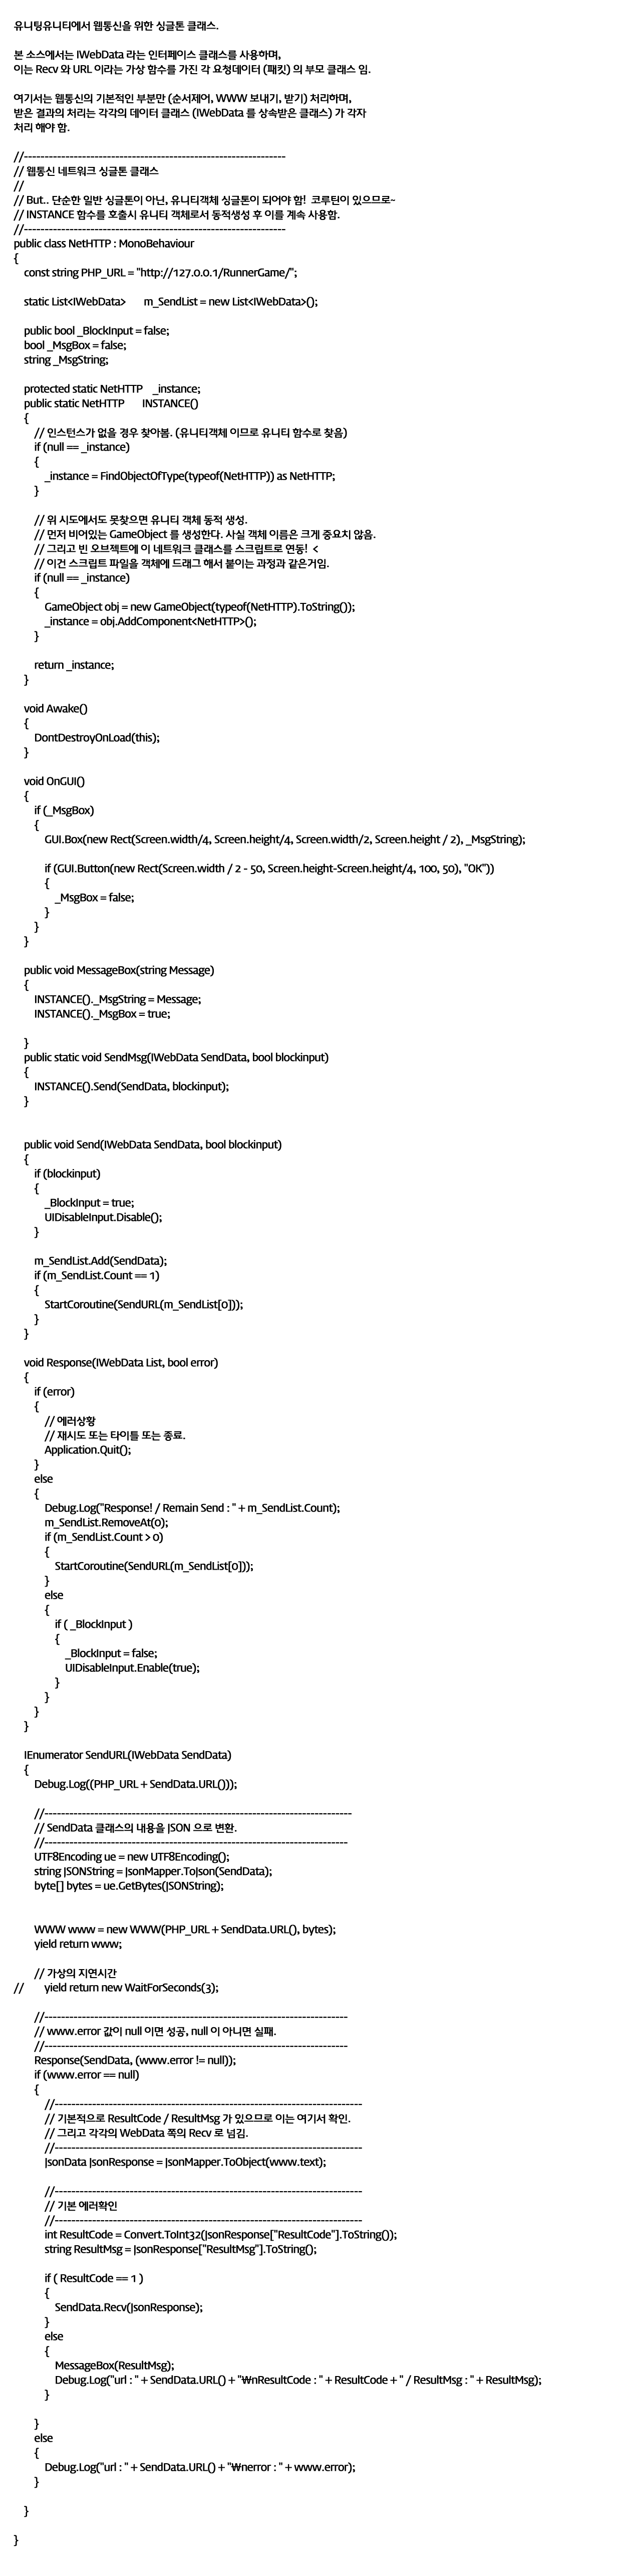 유니팅유니티에서 웹통신을 위한 싱글톤 클래스.

본 소스에서는 IWebData 라는 인터페이스 클래스를 사용하며,
이는 Recv 와 URL 이라는 가상 함수를 가진 각 요청데이터 (패킷) 의 부모 클래스 임.

여기서는 웹통신의 기본적인 부분만 (순서제어, WWW 보내기, 받기) 처리하며,
받은 결과의 처리는 각각의 데이터 클래스 (IWebData 를 상속받은 클래스) 가 각자
처리 해야 함.

//---------------------------------------------------------------
// 웹통신 네트워크 싱글톤 클래스
//
// But.. 단순한 일반 싱글톤이 아닌, 유니티객체 싱글톤이 되어야 함!  코루틴이 있으므로~
// INSTANCE 함수를 호출시 유니티 객체로서 동적생성 후 이를 계속 사용함.
//---------------------------------------------------------------
public class NetHTTP : MonoBehaviour
{
    const string PHP_URL = "http://127.0.0.1/RunnerGame/";

    static List<IWebData>       m_SendList = new List<IWebData>();

    public bool _BlockInput = false;
    bool _MsgBox = false;
    string _MsgString;

    protected static NetHTTP    _instance;
    public static NetHTTP       INSTANCE()
    {
        // 인스턴스가 없을 경우 찾아봄. (유니티객체 이므로 유니티 함수로 찾음)
        if (null == _instance)
        {
            _instance = FindObjectOfType(typeof(NetHTTP)) as NetHTTP;
        }

        // 위 시도에서도 못찾으면 유니티 객체 동적 생성.
        // 먼저 비어있는 GameObject 를 생성한다. 사실 객체 이름은 크게 중요치 않음.
        // 그리고 빈 오브젝트에 이 네트워크 클래스를 스크립트로 연동!  <
        // 이건 스크립트 파일을 객체에 드래그 해서 붙이는 과정과 같은거임.
        if (null == _instance)
        {
            GameObject obj = new GameObject(typeof(NetHTTP).ToString());
            _instance = obj.AddComponent<NetHTTP>();
        }

        return _instance;
    }

    void Awake()
    {
        DontDestroyOnLoad(this);
    }

    void OnGUI()
    {
        if (_MsgBox)
        {
            GUI.Box(new Rect(Screen.width/4, Screen.height/4, Screen.width/2, Screen.height / 2), _MsgString);

            if (GUI.Button(new Rect(Screen.width / 2 - 50, Screen.height-Screen.height/4, 100, 50), "OK"))
            {
                _MsgBox = false;
            }
        }
    }

    public void MessageBox(string Message)
    {
        INSTANCE()._MsgString = Message;
        INSTANCE()._MsgBox = true;

    }
    public static void SendMsg(IWebData SendData, bool blockinput)
    {
        INSTANCE().Send(SendData, blockinput);
    }


    public void Send(IWebData SendData, bool blockinput)
    {
        if (blockinput)
        {
            _BlockInput = true;
            UIDisableInput.Disable();
        }

        m_SendList.Add(SendData);
        if (m_SendList.Count == 1)
        {
            StartCoroutine(SendURL(m_SendList[0]));
        }
    }

    void Response(IWebData List, bool error)
    {
        if (error)
        {
            // 에러상황
            // 재시도 또는 타이틀 또는 종료.
            Application.Quit();
        }
        else
        {
            Debug.Log("Response! / Remain Send : " + m_SendList.Count);
            m_SendList.RemoveAt(0);
            if (m_SendList.Count > 0)
            {
                StartCoroutine(SendURL(m_SendList[0]));
            }
            else
            {
                if ( _BlockInput )
                {
                    _BlockInput = false;
                    UIDisableInput.Enable(true);
                }
            }
        }
    }

    IEnumerator SendURL(IWebData SendData)
    {
        Debug.Log((PHP_URL + SendData.URL()));

        //--------------------------------------------------------------------------
        // SendData 클래스의 내용을 JSON 으로 변환.
        //-------------------------------------------------------------------------
        UTF8Encoding ue = new UTF8Encoding();
        string JSONString = JsonMapper.ToJson(SendData);
        byte[] bytes = ue.GetBytes(JSONString);


        WWW www = new WWW(PHP_URL + SendData.URL(), bytes);
        yield return www;

        // 가상의 지연시간
//        yield return new WaitForSeconds(3);

        //-------------------------------------------------------------------------
        // www.error 값이 null 이면 성공, null 이 아니면 실패.
        //-------------------------------------------------------------------------
        Response(SendData, (www.error != null));
        if (www.error == null)
        {
            //--------------------------------------------------------------------------
            // 기본적으로 ResultCode / ResultMsg 가 있으므로 이는 여기서 확인.
            // 그리고 각각의 WebData 쪽의 Recv 로 넘김.
            //--------------------------------------------------------------------------
            JsonData JsonResponse = JsonMapper.ToObject(www.text);

            //--------------------------------------------------------------------------
            // 기본 에러확인
            //--------------------------------------------------------------------------
            int ResultCode = Convert.ToInt32(JsonResponse["ResultCode"].ToString());
            string ResultMsg = JsonResponse["ResultMsg"].ToString();

            if ( ResultCode == 1 )
            {
                SendData.Recv(JsonResponse);
            }
            else
            {
                MessageBox(ResultMsg);
                Debug.Log("url : " + SendData.URL() + "₩nResultCode : " + ResultCode + " / ResultMsg : " + ResultMsg);
            }

        }
        else
        {
            Debug.Log("url : " + SendData.URL() + "₩nerror : " + www.error);
        }

    }

}